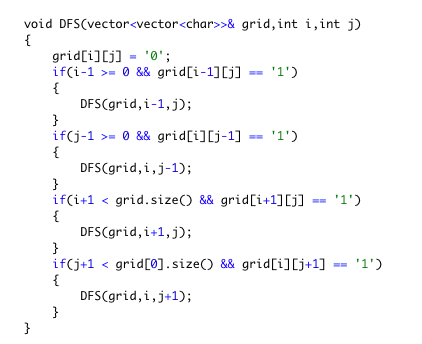 void DFS(vector<vector<char>>& grid,int i,int j)
{
    grid[i][j] = '0';
    if(i-1 >= 0 && grid[i-1][j] == '1')
    {
        DFS(grid,i-1,j);
    }
    if(j-1 >= 0 && grid[i][j-1] == '1')
    {
        DFS(grid,i,j-1);
    }
    if(i+1 < grid.size() && grid[i+1][j] == '1')
    {
        DFS(grid,i+1,j);
    }
    if(j+1 < grid[0].size() && grid[i][j+1] == '1')
    {
        DFS(grid,i,j+1);
    }
}